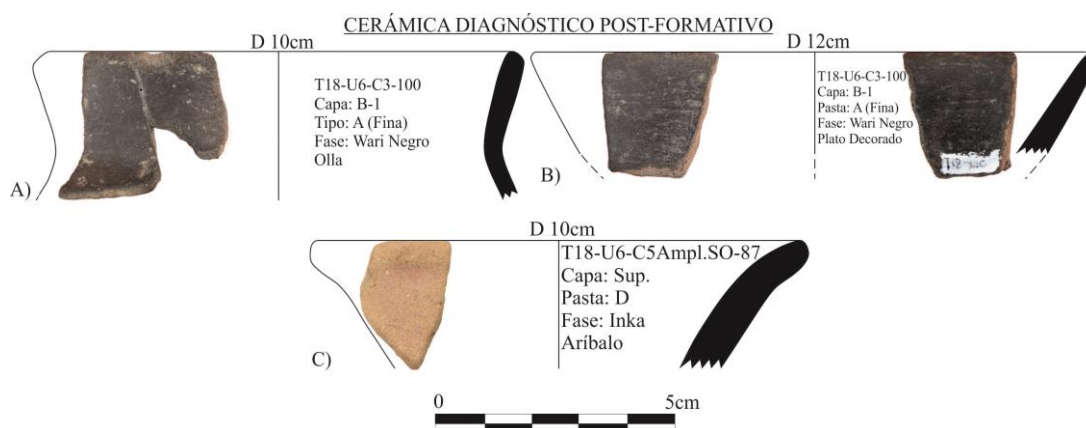 CERÁMICA DIAGNÓSTICO POST-FORMATIVO
D 10cm
T18-U6-C3-100
Capa: B-1
Tipo: A (Fina)
Fase: Wari Negro
Olla
A)
D 12cm
T18-U6-C3-100
Capa: B-1
Pasta: A (Fina)
Fase: Wari Negro
Plato Decorado
B)
D 10cm
T18-U6-C5Ampl.SO-87
Capa: Sup.
Pasta: D
Fase: Inka
Aríbalo
C)
0 5cm